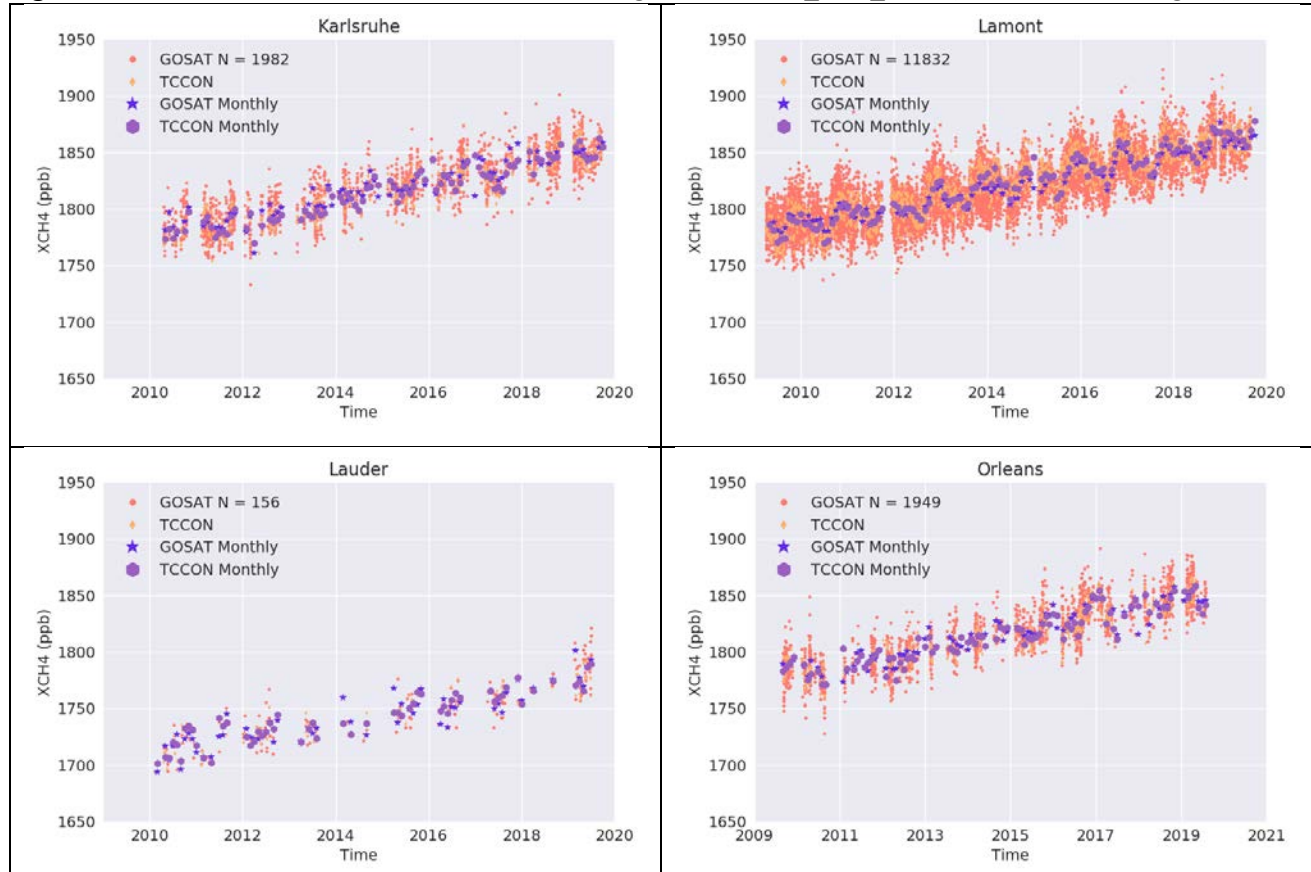 Karlsruhe
1950
1900
1850
1800
1750
1700
1650
XCH4 (ppb)
GOSAT N = 1982
TCCON
GOSAT Monthly
TCCON Monthly
2010 2012 2014 2016 2018 2020
Time
Lamont
1950
1900
1850
1800
1750
1700
1650
XCH4 (ppb)
GOSAT N = 11832
TCCON
GOSAT Monthly
TCCON Monthly
2010 2012 2014 2016 2018 2020
Time
Lauder
1950
1900
1850
1800
1750
1700
1650
XCH4 (ppb)
GOSAT N = 156
TCCON
GOSAT Monthly
TCCON Monthly
2010 2012 2014 2016 2018 2020
Time
Orleans
1950
1900
1850
1800
1750
1700
1650
XCH4 (ppb)
GOSAT N = 1949
TCCON
GOSAT Monthly
TCCON Monthly
2009 2011 2013 2015 2017 2019 2021
Time